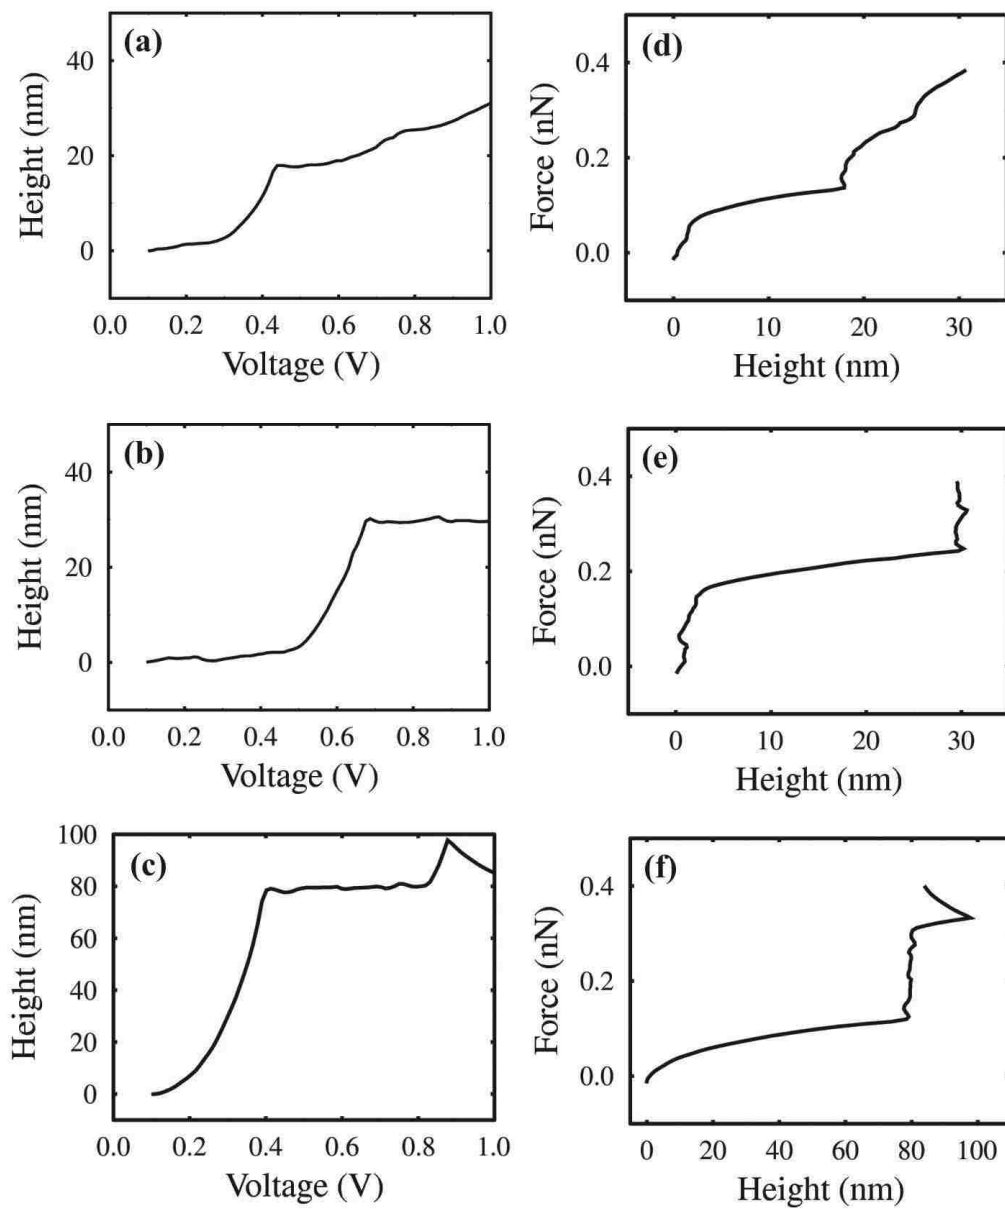 (a)
Height (nm)
40
20
0
0.0 0.2 0.4 0.6 0.8 1.0
Voltage (V)
(d)
Force (nN)
0.4
0.2
0.0
0 10 20 30
Height (nm)
(b)
Height (nm)
40
20
0
0.0 0.2 0.4 0.6 0.8 1.0
Voltage (V)
(e)
Force (nN)
0.4
0.2
0.0
0 10 20 30
Height (nm)
(c)
Height (nm)
100
80
60
40
20
0
0.0 0.2 0.4 0.6 0.8 1.0
Voltage (V)
(f)
Force (nN)
0.4
0.2
0.0
0 20 40 60 80 100
Height (nm)